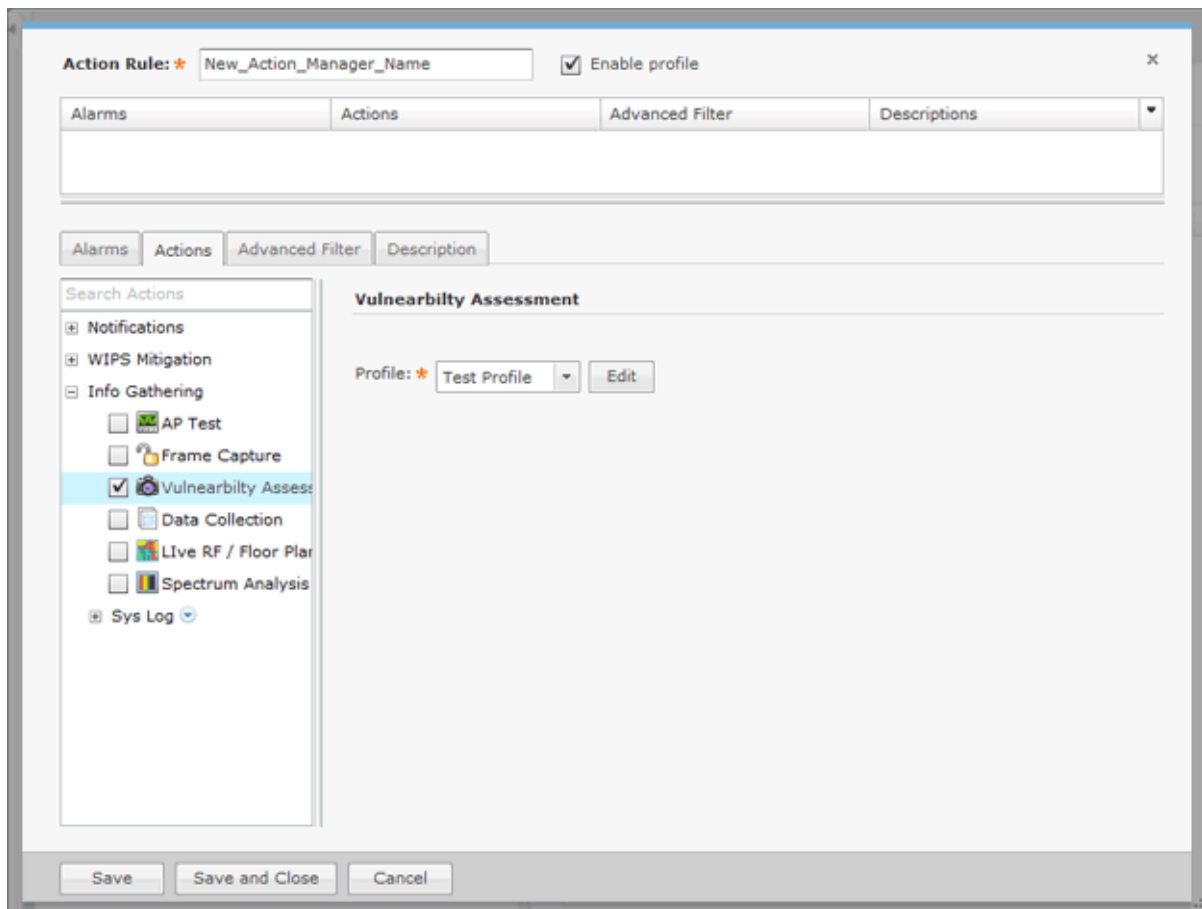 Action Rule: * New_Action_Manager_Name Enable profile
Alarms Actions Advanced Filter Descriptions
Alarms Actions Advanced Filter Description
Search Actions
Notifications
WIPS Mitigation
Info Gathering
AP Test
Frame Capture
Vulnearbilty Assess
Data Collection
LIve RF / Floor Plan
Spectrum Analysis
Sys Log
Vulnearbilty Assessment
Profile: * Test Profile Edit
Save Save and Close Cancel